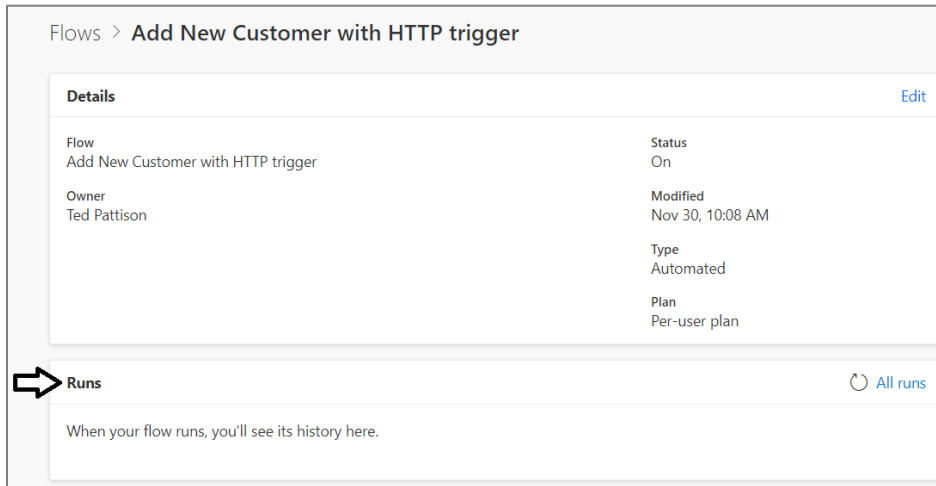 Flows > Add New Customer with HTTP trigger
Details
Edit
Flow
Add New Customer with HTTP trigger
Owner
Ted Pattison
Status
On
Modified
Nov 30, 10:08 AM
Type
Automated
Plan
Per-user plan
Runs
All runs
When your flow runs, you'll see its history here.